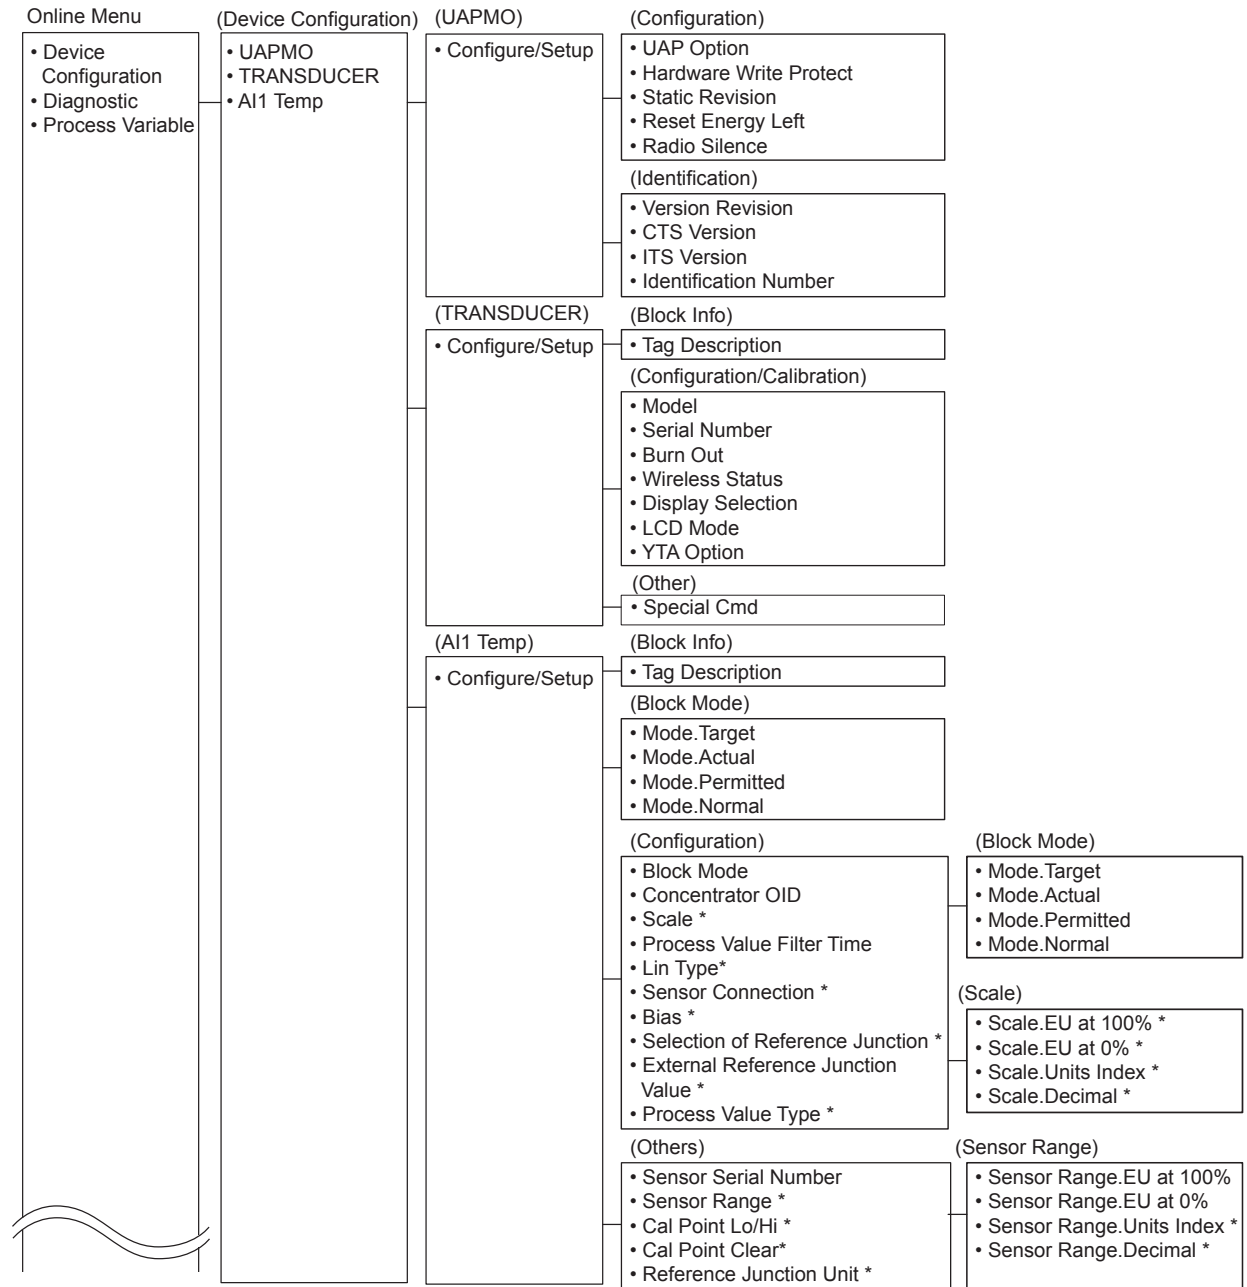 Online Menu
• Device
Configuration
• Diagnostic
• Process Variable
(Device Configuration)
• UAPMO
• TRANSDUCER
• AI1 Temp
(UAPMO)
• Configure/Setup
(Configuration)
• UAP Option
• Hardware Write Protect
• Static Revision
• Reset Energy Left
• Radio Silence
(Identification)
• Version Revision
• CTS Version
• ITS Version
• Identification Number
(TRANSDUCER)
• Configure/Setup
(Block Info)
• Tag Description
(Configuration/Calibration)
• Model
• Serial Number
• Burn Out
• Wireless Status
• Display Selection
• LCD Mode
• YTA Option
(Other)
• Special Cmd
(AI1 Temp)
• Configure/Setup
(Block Info)
• Tag Description
(Block Mode)
• Mode.Target
• Mode.Actual
• Mode.Permitted
• Mode.Normal
(Configuration)
• Block Mode
• Concentrator OID
• Scale *
• Process Value Filter Time
• Lin Type*
• Sensor Connection *
• Bias *
• Selection of Reference Junction *
• External Reference Junction
Value *
• Process Value Type *
(Block Mode)
• Mode.Target
• Mode.Actual
• Mode.Permitted
• Mode.Normal
(Scale)
• Scale.EU at 100% *
• Scale.EU at 0% *
• Scale.Units Index *
• Scale.Decimal *
(Others)
• Sensor Serial Number
• Sensor Range *
• Cal Point Lo/Hi *
• Cal Point Clear*
• Reference Junction Unit *
(Sensor Range)
• Sensor Range.EU at 100%
• Sensor Range.EU at 0%
• Sensor Range.Units Index *
• Sensor Range.Decimal *